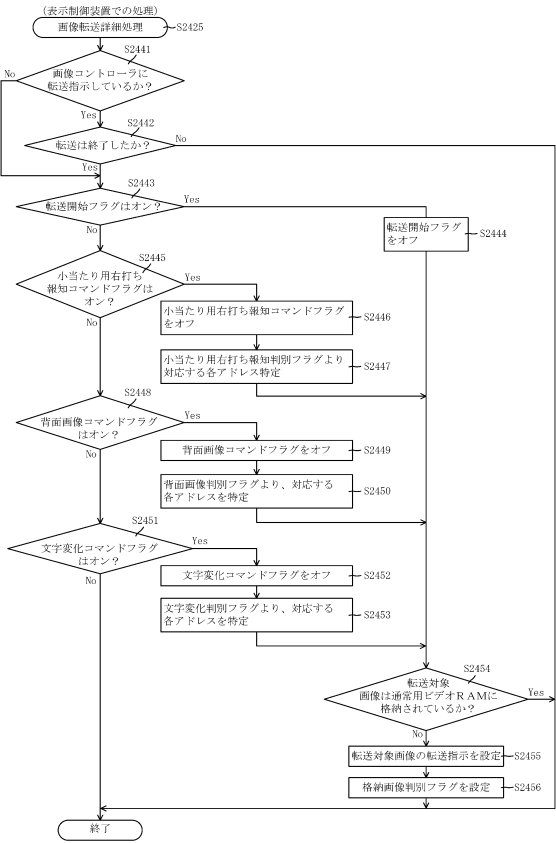 (表示制御装置での処理)
画像転送詳細処理
S2425
S2441
No
画像コントローラに
転送指示しているか？
Yes
S2442
No
転送は終了したか？
Yes
S2443
Yes
転送開始フラグはオン？
No
転送開始フラグ
をオフ
S2444
S2445
小当たり用右打ち
報知コマンドフラグは
オン？
Yes
No
小当たり用右打ち報知コマンドフラグ
をオフ
S2446
小当たり用右打ち報知判別フラグより
対応する各アドレス特定
S2447
S2448
背面画像コマンドフラグ
はオン？
Yes
No
背面画像コマンドフラグをオフ
S2449
背面画像判別フラグより、対応する
各アドレスを特定
S2450
S2451
文字変化コマンドフラグ
はオン？
Yes
No
文字変化コマンドフラグをオフ
S2452
文字変化判別フラグより、対応する
各アドレスを特定
S2453
S2454
転送対象
画像は通常用ビデオＲＡＭに
格納されているか？
Yes
No
転送対象画像の転送指示を設定
S2455
格納画像判別フラグを設定
S2456
終了